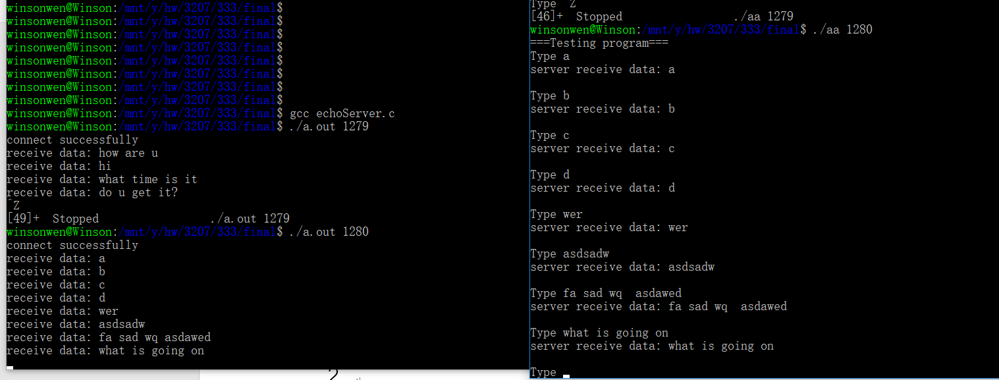 winsonwen@Winson:/mnt/y/hw/3207/333/final$
winsonwen@Winson:/mnt/y/hw/3207/333/final$
winsonwen@Winson:/mnt/y/hw/3207/333/final$
winsonwen@Winson:/mnt/y/hw/3207/333/final$
winsonwen@Winson:/mnt/y/hw/3207/333/final$
winsonwen@Winson:/mnt/y/hw/3207/333/final$
winsonwen@Winson:/mnt/y/hw/3207/333/final$
winsonwen@Winson:/mnt/y/hw/3207/333/final$
winsonwen@Winson:/mnt/y/hw/3207/333/final$ gcc echoServer.c
winsonwen@Winson:/mnt/y/hw/3207/333/final$ ./a.out 1279
connect successfully
receive data: how are u
receive data: hi
receive data: what time is it
receive data: do u get it?
^Z
[49]+  Stopped                 ./a.out 1279
winsonwen@Winson:/mnt/y/hw/3207/333/final$ ./a.out 1280
connect successfully
receive data: a
receive data: b
receive data: c
receive data: d
receive data: wer
receive data: asdsadw
receive data: fa sad wq asdawed
receive data: what is going on
Type  Z
[46]+  Stopped                 ./aa 1279
winsonwen@Winson:/mnt/y/hw/3207/333/final$ ./aa 1280
===Testing program===
Type a
server receive data: a
Type b
server receive data: b
Type c
server receive data: c
Type d
server receive data: d
Type wer
server receive data: wer
Type asdsadw
server receive data: asdsadw
Type fa sad wq  asdawed
server receive data: fa sad wq  asdawed
Type what is going on
server receive data: what is going on
Type